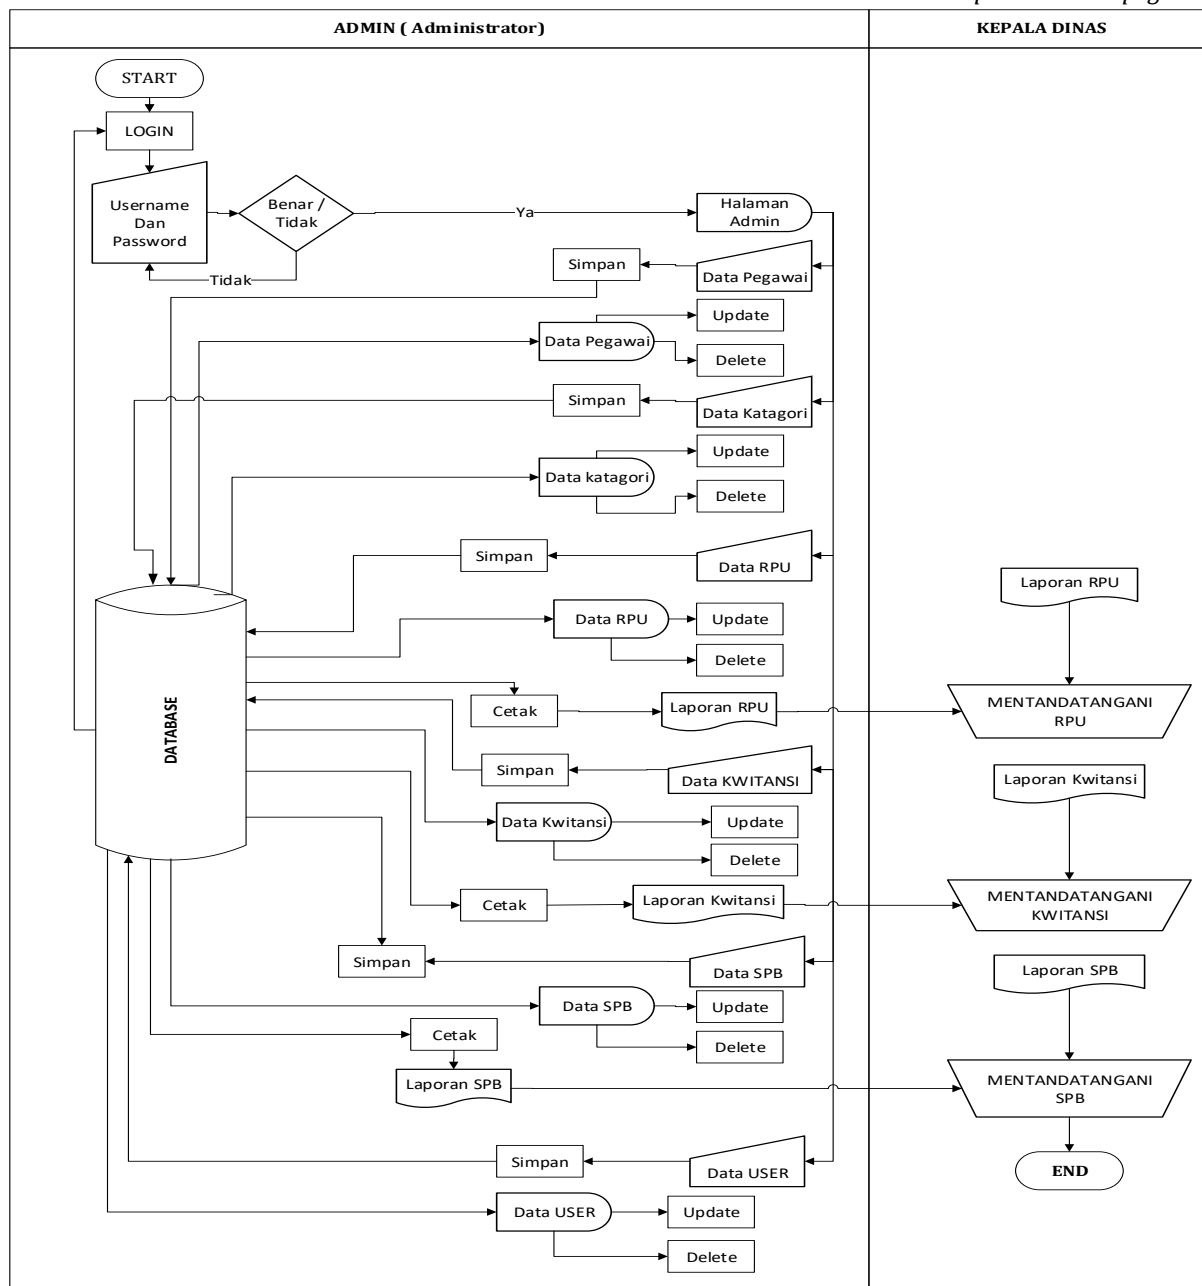 ADMIN ( Administrator)
KEPALA DINAS
START
LOGIN
Username
Dan
Password
Benar /
Tidak
Ya
Halaman
Admin
Tidak
Simpan
Data Pegawai
Update
Data Pegawai
Delete
Simpan
Data Katagori
Update
Data katagori
Delete
Simpan
Data RPU
Laporan RPU
Data RPU
Update
Delete
DATABASE
Cetak
Laporan RPU
MENTANDATANGANI
RPU
Simpan
Data KWITANSI
Laporan Kwitansi
Data Kwitansi
Update
Delete
Cetak
Laporan Kwitansi
MENTANDATANGANI
KWITANSI
Simpan
Data SPB
Laporan SPB
Data SPB
Update
Cetak
Delete
Laporan SPB
MENTANDATANGANI
SPB
Simpan
Data USER
END
Data USER
Update
Delete